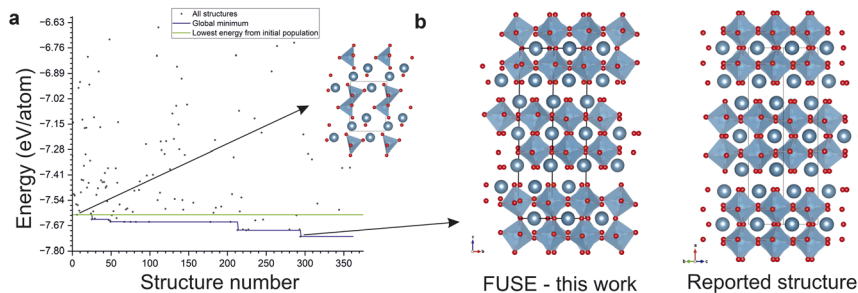 a
All structures
Global minimum
Lowest energy from initial population
-6.63
-6.76
-6.89
-7.02
-7.15
-7.28
-7.41
-7.54
-7.67
-7.80
Energy (eV/atom)
0
50
100
150
200
250
300
350
Structure number
b
c
b
FUSE - this work
a
b
c
Reported structure